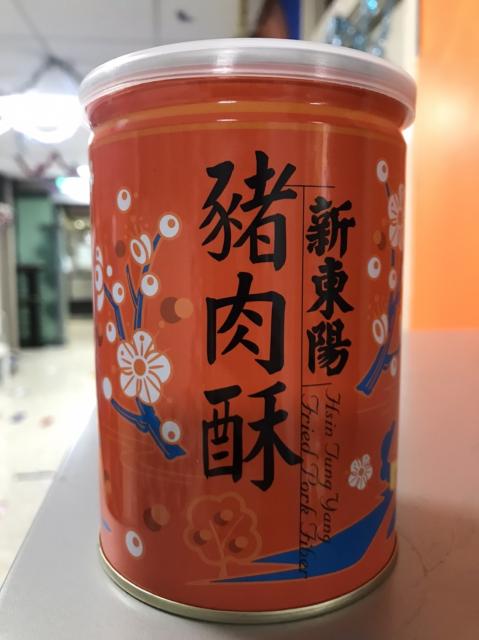 豬肉酥
新東陽
Hsin Tung Yang
Fried Pork Fiber